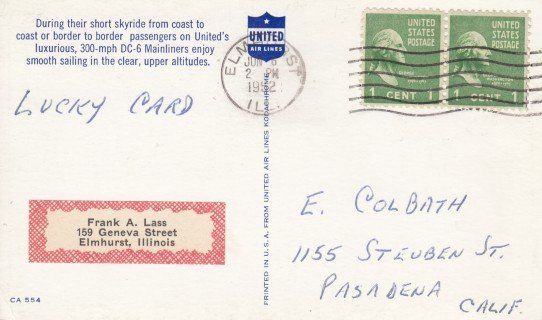 During their short skyride from coast to
coast or border to border passengers on United's
luxurious, 300-mph DC-6 Mainliners enjoy
smooth sailing in the clear, upper altitudes.
UNITED
AIR LINES
ELMHURST
JUN
2 PM
1952
ILL.
UNITED
STATES
POSTAGE
1 CENT 1
UNITED
STATES
POSTAGE
1 CENT 1
LUCKY CARD
Frank A. Lass
159 Geneva Street
Elmhurst, Illinois
PRINTED IN U.S.A. FROM UNITED AIR LINES KODACHROME
E. COLBATH
1155 STEUBEN ST.
PASADENA
CALIF.
CA 554